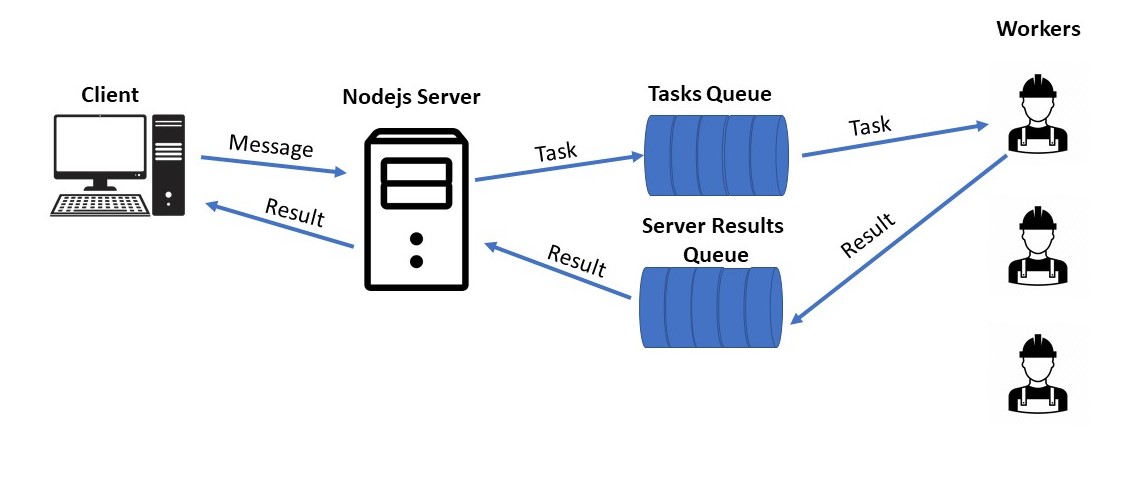 Workers
Client
Nodejs Server
Tasks Queue
Message
Task
Task
Result
Server Results
Queue
Result
Result